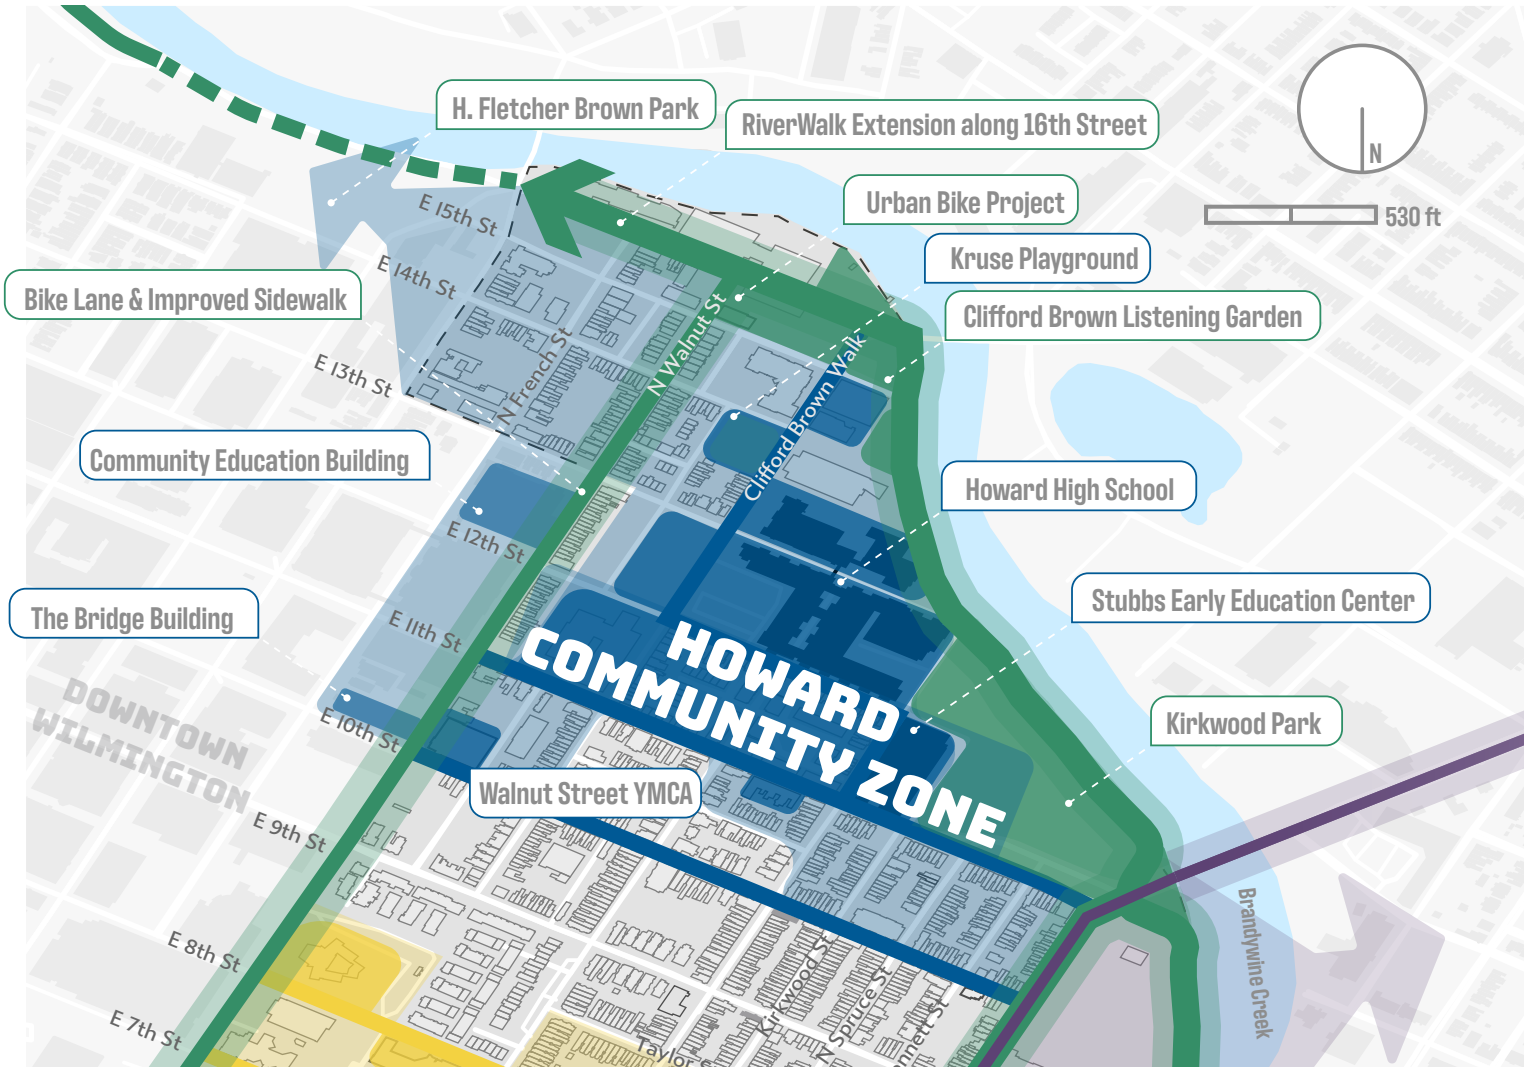 H. Fletcher Brown Park
RiverWalk Extension along 16th Street
N
Urban Bike Project
530 ft
E 15th St
Kruse Playground
E 14th St
Bike Lane & Improved Sidewalk
Clifford Brown Listening Garden
N Walnut St
N French St
E 13th St
Clifford Brown Walk
Community Education Building
Howard High School
E 12th St
The Bridge Building
Stubbs Early Education Center
E 11th St
HOWARD
COMMUNITY ZONE
DOWNTOWN
WILMINGTON
E 10th St
Kirkwood Park
Walnut Street YMCA
E 9th St
Brandywine Creek
E 8th St
Kirkwood St
N Spruce St
E 7th St
Taylor